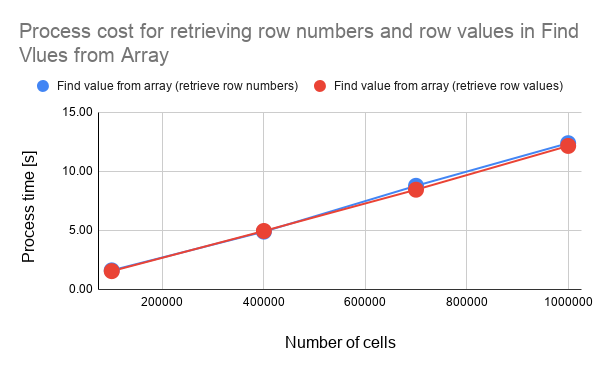 Process cost for retrieving row numbers and row values in Find
Vlues from Array
Find value from array (retrieve row numbers)
Find value from array (retrieve row values)
15.00
10.00
5.00
0.00
Process time [s]
200000
400000
600000
800000
1000000
Number of cells